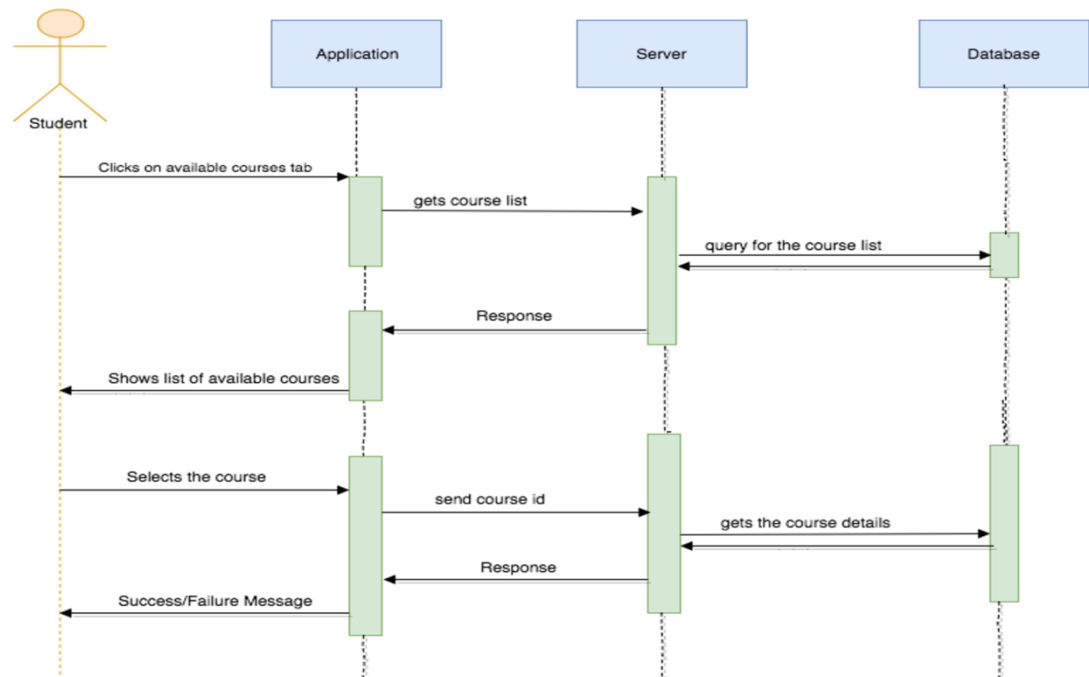 Application
Server
Database
Student
Clicks on available courses tab
gets course list
query for the course list
Response
Shows list of available courses
Selects the course
send course id
gets the course details
Response
Success/Failure Message